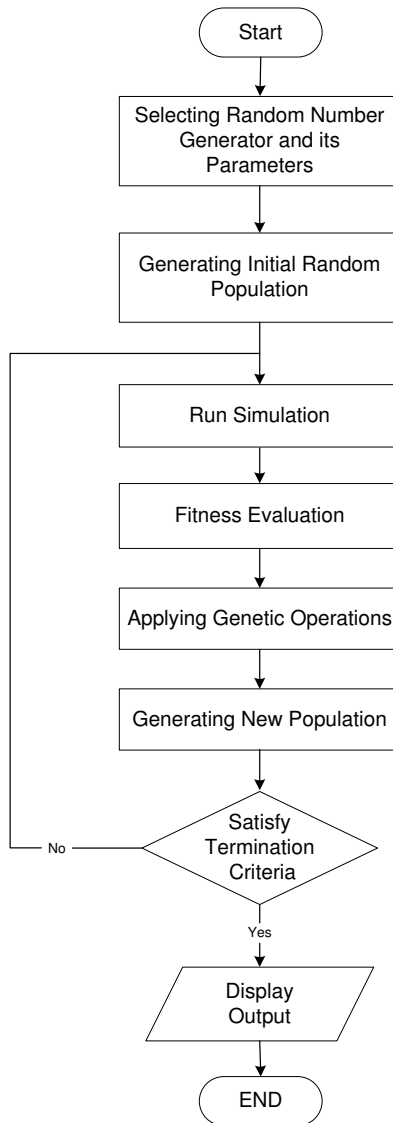 Start
Selecting Random Number
Generator and its
Parameters
Generating Initial Random
Population
Run Simulation
Fitness Evaluation
Applying Genetic Operations
Generating New Population
Satisfy
Termination
Criteria
No
Yes
Display
Output
END